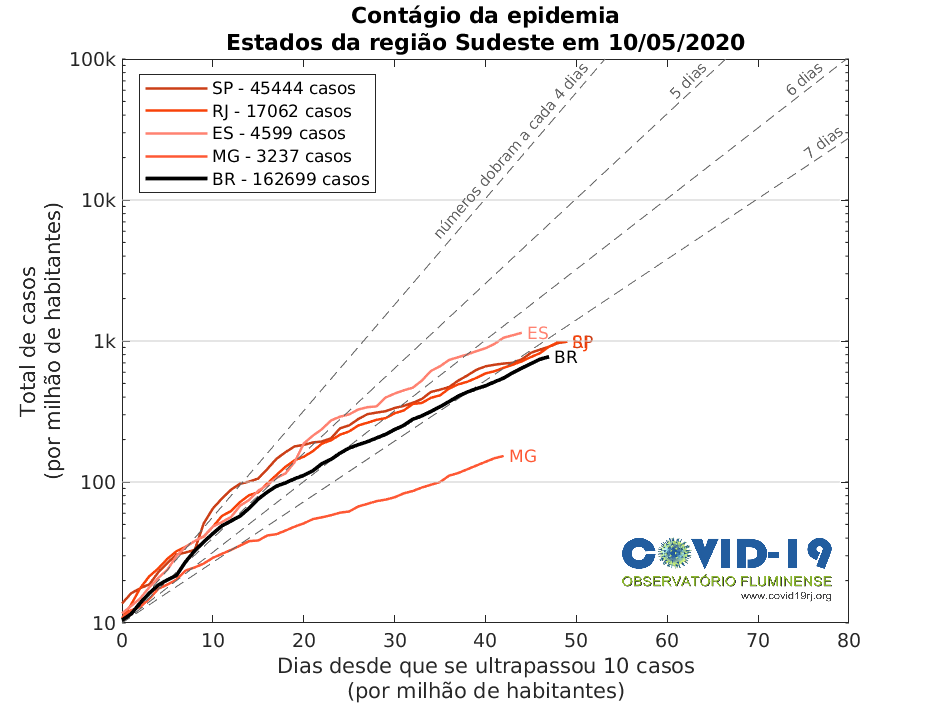 Contágio da epidemia
Estados da região Sudeste em 10/05/2020
100k
10k
1k
100
10
Total de casos
(por milhão de habitantes)
SP - 45444 casos
RJ - 17062 casos
ES - 4599 casos
MG - 3237 casos
BR - 162699 casos
números dobram a cada 4 dias
5 dias
6 dias
7 dias
ES
SP
RJ
BR
MG
COVID-19
OBSERVATÓRIO FLUMINENSE
www.covid19rj.org
0 10 20 30 40 50 60 70 80
Dias desde que se ultrapassou 10 casos
(por milhão de habitantes)